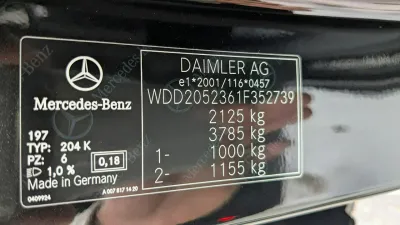 Mercedes-Benz
197
TYP: 204 K
PZ: 6
0,18
1,0 %
Made in Germany
0409924
A 007 817 14 20
DAIMLER AG
e1*2001/116*0457
WDD2052361F352739
2125 kg
3785 kg
1- 1000 kg
2- 1155 kg